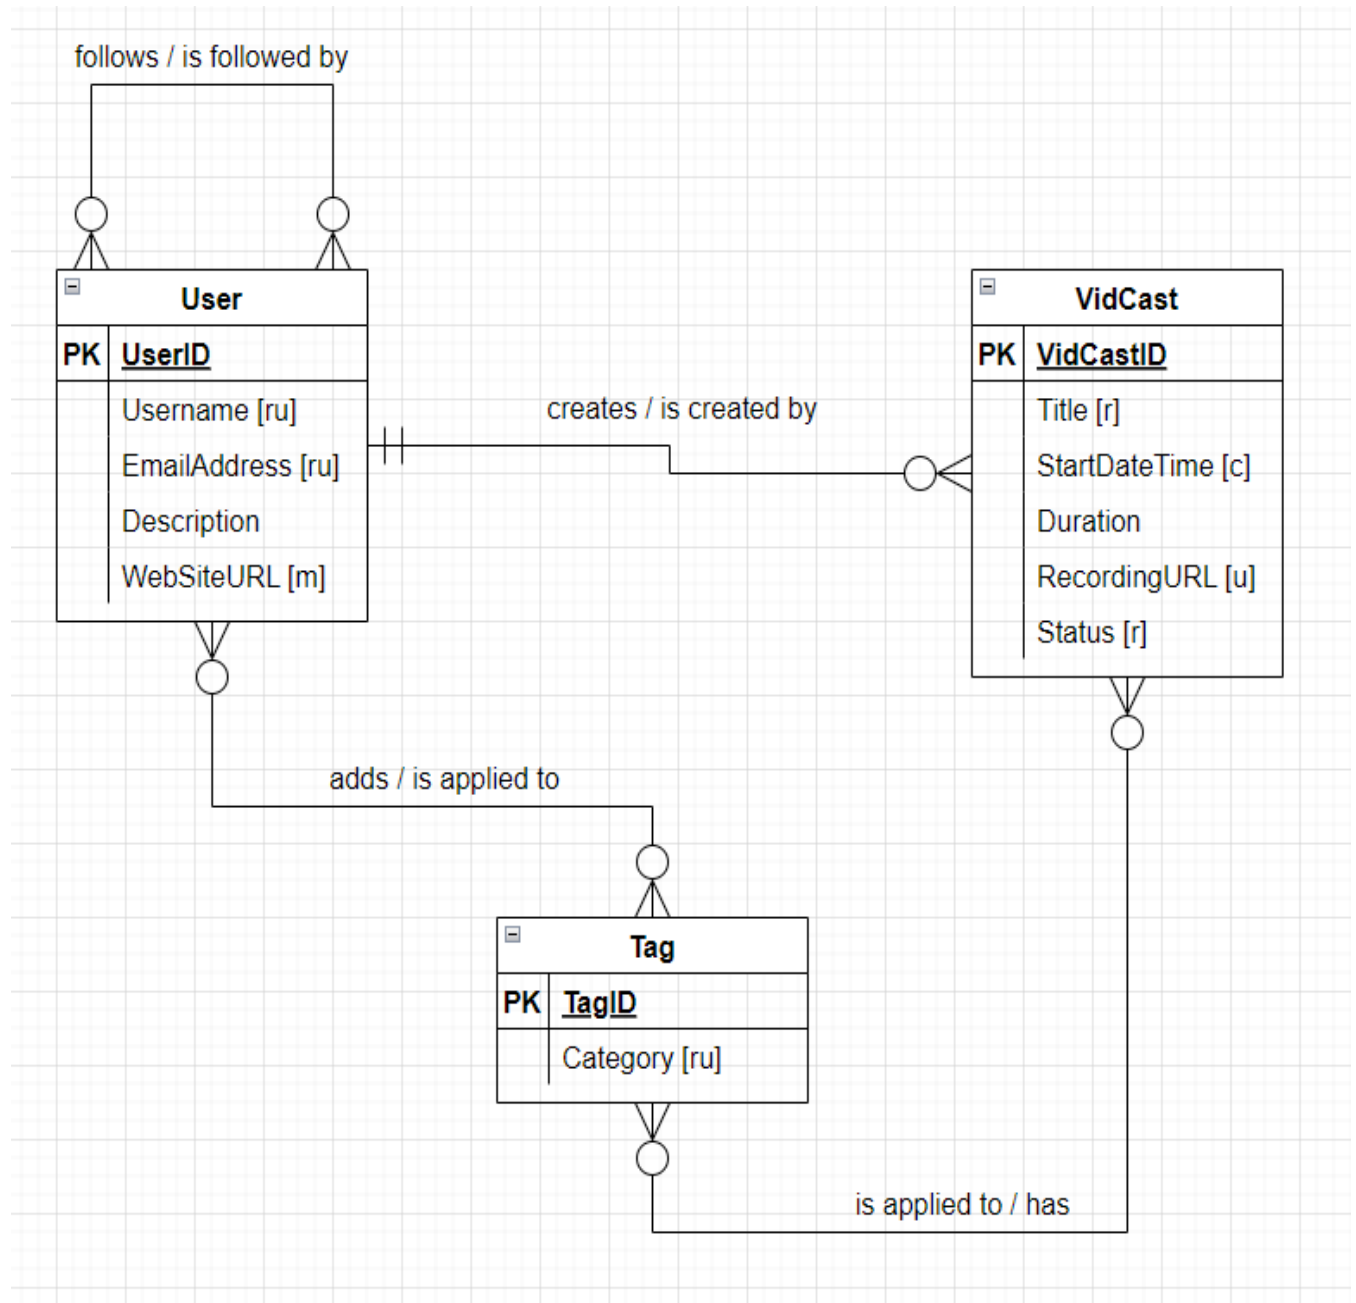 follows / is followed by
User
PK UserID
Username [ru]
EmailAddress [ru]
Description
WebSiteURL [m]
creates / is created by
VidCast
PK VidCastID
Title [r]
StartDateTime [c]
Duration
RecordingURL [u]
Status [r]
adds / is applied to
Tag
PK TagID
Category [ru]
is applied to / has